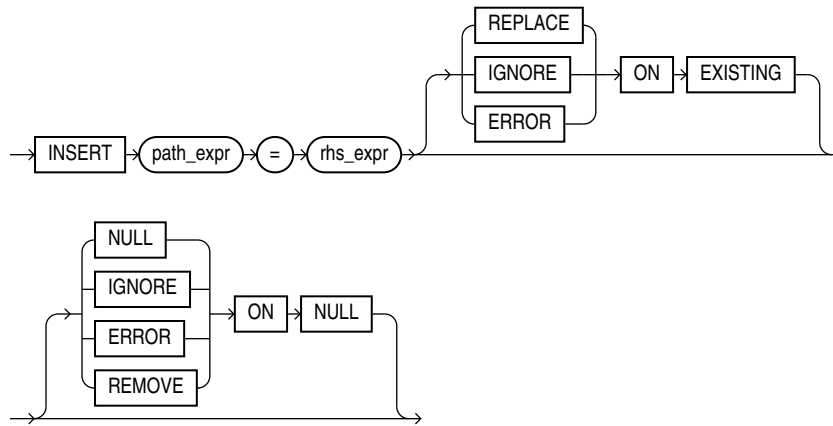 REPLACE
IGNORE ON EXISTING
ERROR
INSERT path_expr = rhs_expr
NULL
IGNORE
ON NULL
ERROR
REMOVE